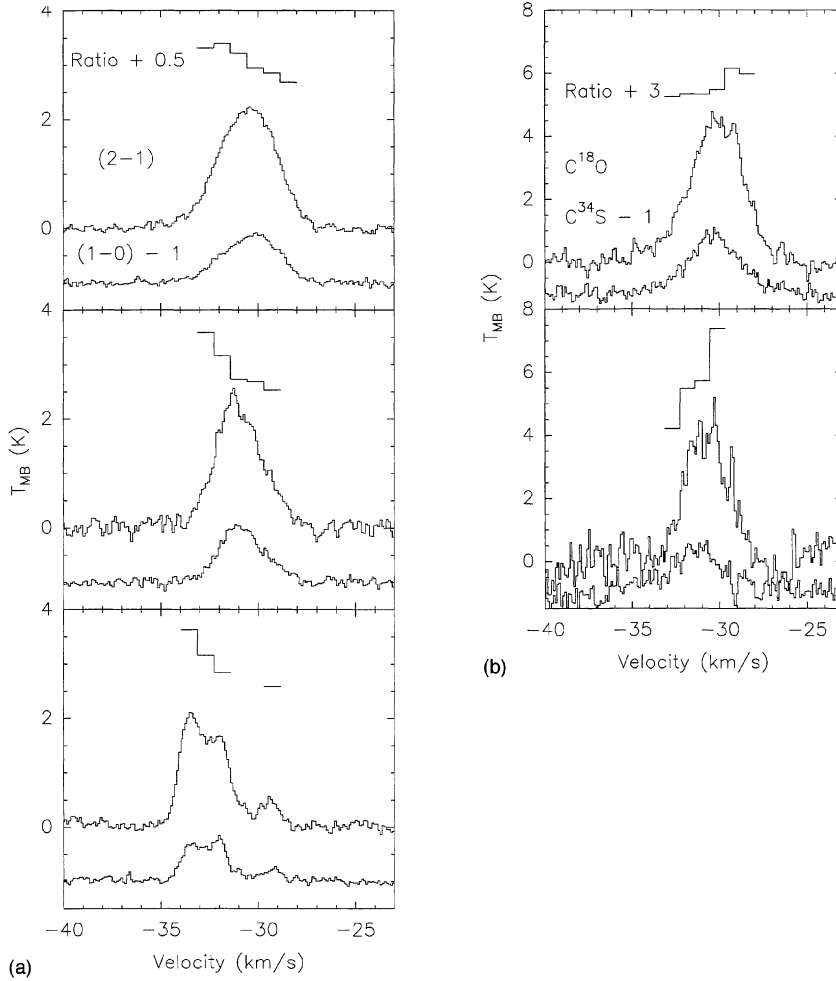 4
Ratio + 0.5
2
(2-1)
0
(1-0) - 1
4
2
T_MB (K)
0
4
2
0
-40
-35
-30
-25
Velocity (km/s)
(a)
8
6
Ratio + 3
4
C¹⁸O
2
C³⁴S - 1
0
T_MB (K)
8
6
4
2
0
-40
-35
-30
-25
Velocity (km/s)
(b)